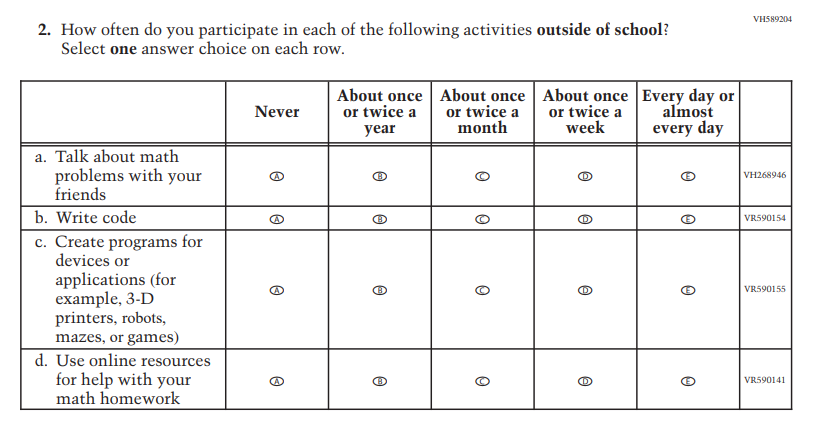 VH589204
2. How often do you participate in each of the following activities outside of school?
Select one answer choice on each row.
Never
About once
or twice a
year
About once
or twice a
month
About once
or twice a
week
Every day or
almost
every day
a. Talk about math
problems with your
friends
A B C D E VH268946
b. Write code A B C D E VR590154
c. Create programs for
devices or
applications (for
example, 3-D
printers, robots,
mazes, or games)
A B C D E VR590155
d. Use online resources
for help with your
math homework
A B C D E VR590141